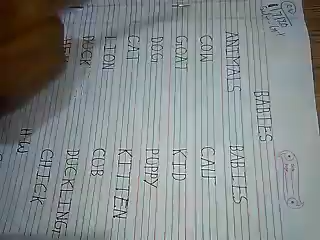 BABIES
ANIMALS BABIES
COW CALF
GOAT KID
DOG PUPPY
CAT KITTEN
LION CUB
DUCK DUCKLING
CHICK